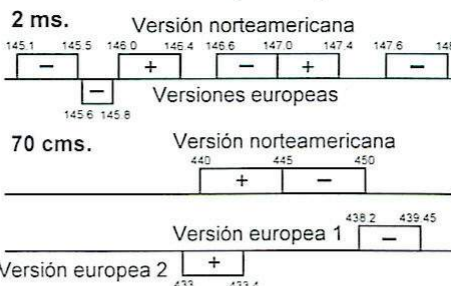 2 ms. Versión norteamericana
145.1 145.5 146.0 146.4 146.6 147.0 147.4 147.6
− + − + −
−
145.6 145.8 Versiones europeas
70 cms. Versión norteamericana
440 445 450
+ −
438.2 439.45
Versión europea 1 −
Versión europea 2 +
433